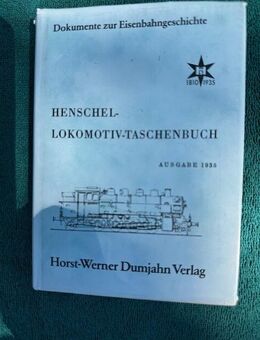 Dokumente zur Eisenbahngeschichte
H
1810 1935
HENSCHEL-
LOKOMOTIV-TASCHENBUCH
AUSGABE 1935
Horst-Werner Dumjahn Verlag